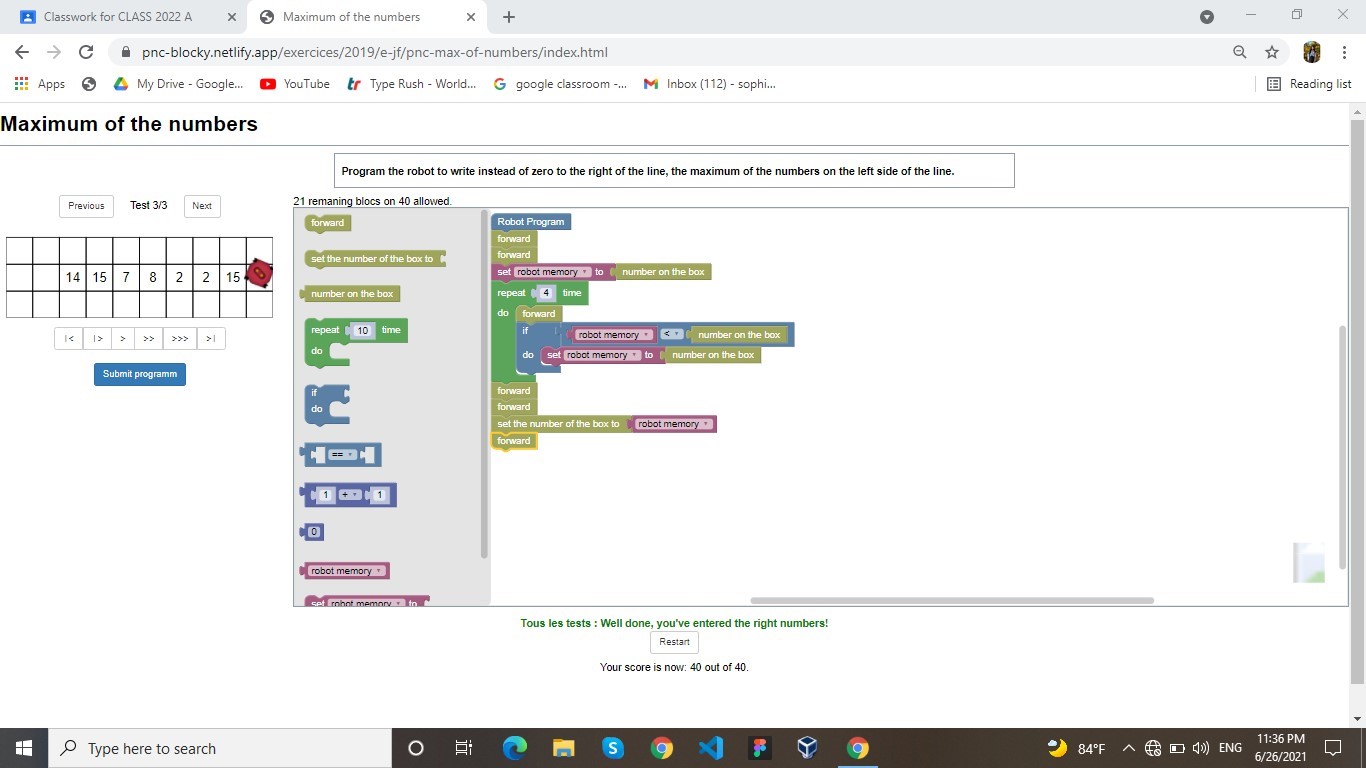 Classwork for CLASS 2022 A
Maximum of the numbers
pnc-blocky.netlify.app/exercices/2019/e-jf/pnc-max-of-numbers/index.html
Apps My Drive - Google... YouTube Type Rush - World... google classroom -... Inbox (112) - sophi... Reading list
Maximum of the numbers
Program the robot to write instead of zero to the right of the line, the maximum of the numbers on the left side of the line.
Previous Test 3/3 Next
14 15 7 8 2 2 15
|< |> > >> >>> >|
Submit programm
21 remaning blocs on 40 allowed.
forward
set the number of the box to
number on the box
repeat 10 time
do
if
do
==
1 + 1
0
robot memory
set robot memory to
Robot Program
forward
forward
set robot memory to number on the box
repeat 4 time
do forward
if robot memory < number on the box
do set robot memory to number on the box
forward
forward
set the number of the box to robot memory
forward
Tous les tests : Well done, you've entered the right numbers!
Restart
Your score is now: 40 out of 40.
Type here to search
84°F ENG
11:36 PM
6/26/2021